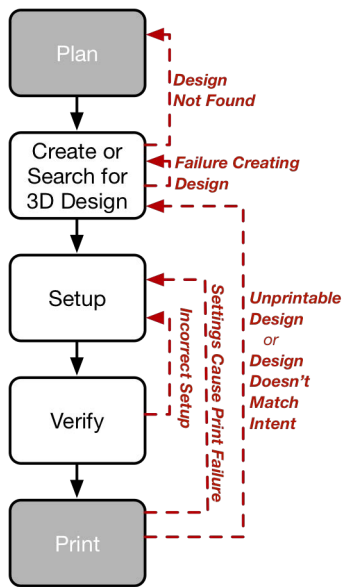 Plan
Design
Not Found
Create or
Search for
3D Design
Failure Creating
Design
Setup
Incorrect Setup
Settings Cause Print Failure
Unprintable
Design
or
Design
Doesn't
Match
Intent
Verify
Print